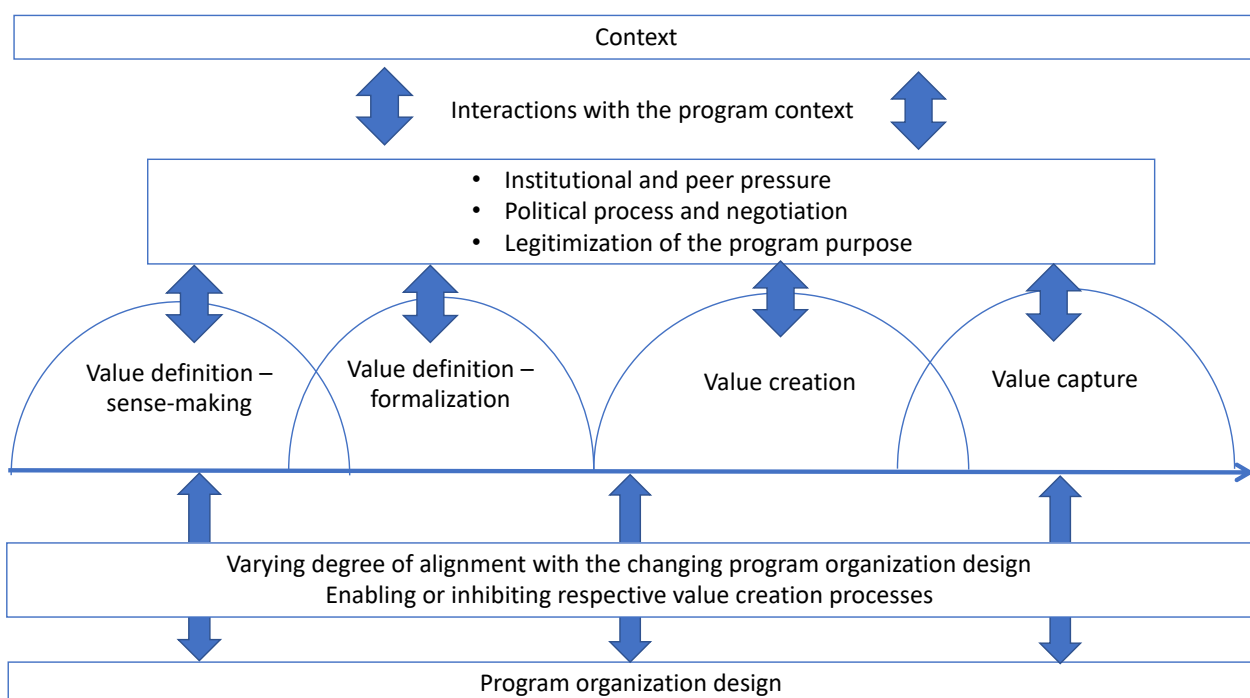 Context
Interactions with the program context
• Institutional and peer pressure
• Political process and negotiation
• Legitimization of the program purpose
Value definition –
sense-making
Value definition –
formalization
Value creation
Value capture
Varying degree of alignment with the changing program organization design
Enabling or inhibiting respective value creation processes
Program organization design